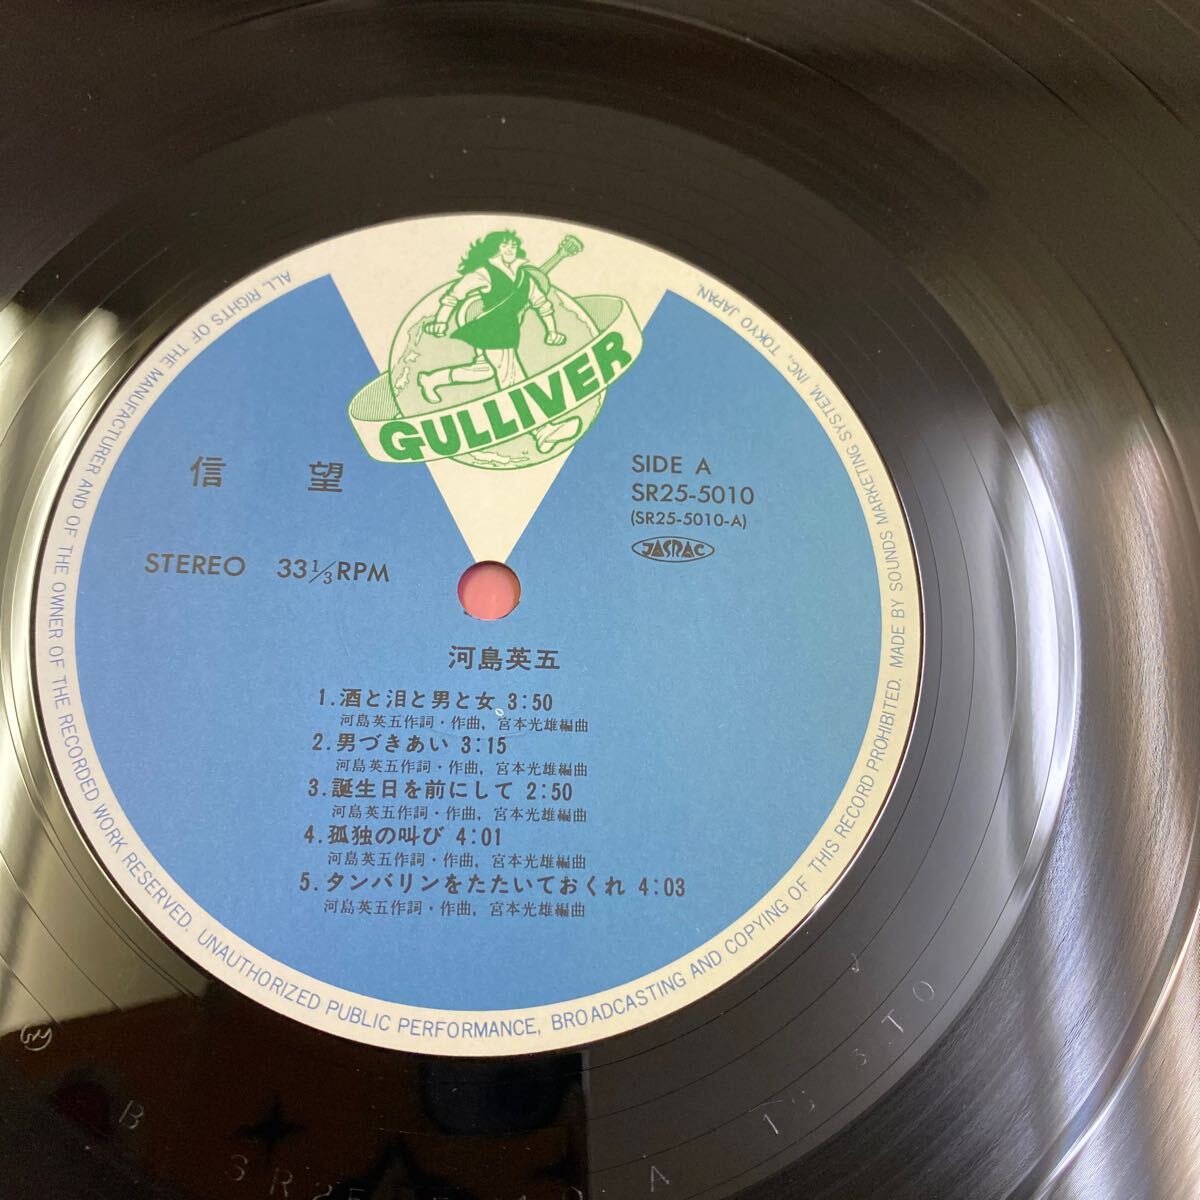 GULLIVER
信 望
SIDE A
SR25-5010
(SR25-5010-A)
JASRAC
STEREO 33 1/3 RPM
河島英五
1.酒と泪と男と女 3:50
河島英五作詞・作曲, 宮本光雄編曲
2.男づきあい 3:15
河島英五作詞・作曲, 宮本光雄編曲
3.誕生日を前にして 2:50
河島英五作詞・作曲, 宮本光雄編曲
4.孤独の叫び 4:01
河島英五作詞・作曲, 宮本光雄編曲
5.タンバリンをたたいておくれ 4:03
河島英五作詞・作曲, 宮本光雄編曲
ALL RIGHTS OF THE MANUFACTURER AND OF THE OWNER OF THE RECORDED WORK RESERVED. UNAUTHORIZED PUBLIC PERFORMANCE, BROADCASTING AND COPYING OF THIS RECORD PROHIBITED. MADE BY SOUNDS MARKETING SYSTEM, INC., TOKYO JAPAN.